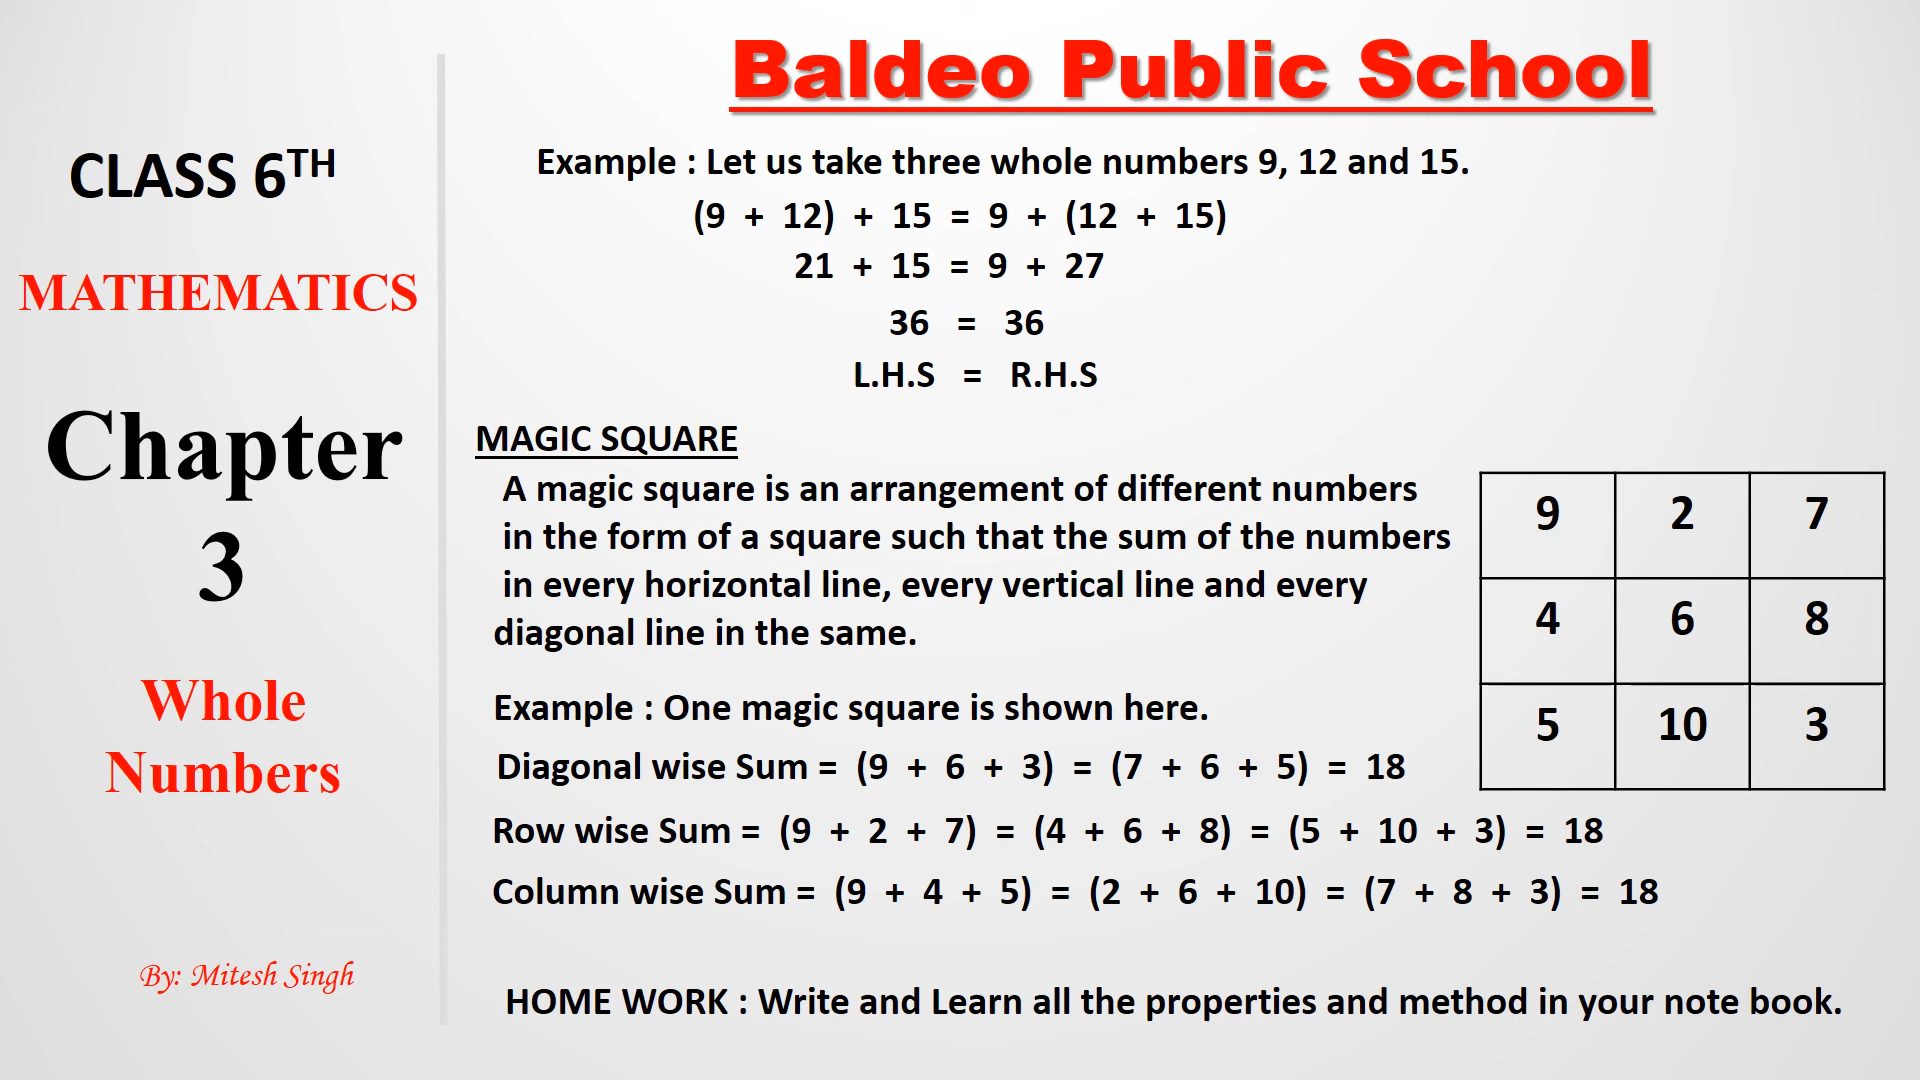 Baldeo Public School
CLASS 6TH
MATHEMATICS
Chapter
3
Whole
Numbers
By: Mitesh Singh
Example : Let us take three whole numbers 9, 12 and 15.
(9 + 12) + 15 = 9 + (12 + 15)
21 + 15 = 9 + 27
36 = 36
L.H.S = R.H.S
MAGIC SQUARE
A magic square is an arrangement of different numbers
in the form of a square such that the sum of the numbers
in every horizontal line, every vertical line and every
diagonal line in the same.
9 2 7
4 6 8
5 10 3
Example : One magic square is shown here.
Diagonal wise Sum = (9 + 6 + 3) = (7 + 6 + 5) = 18
Row wise Sum = (9 + 2 + 7) = (4 + 6 + 8) = (5 + 10 + 3) = 18
Column wise Sum = (9 + 4 + 5) = (2 + 6 + 10) = (7 + 8 + 3) = 18
HOME WORK : Write and Learn all the properties and method in your note book.